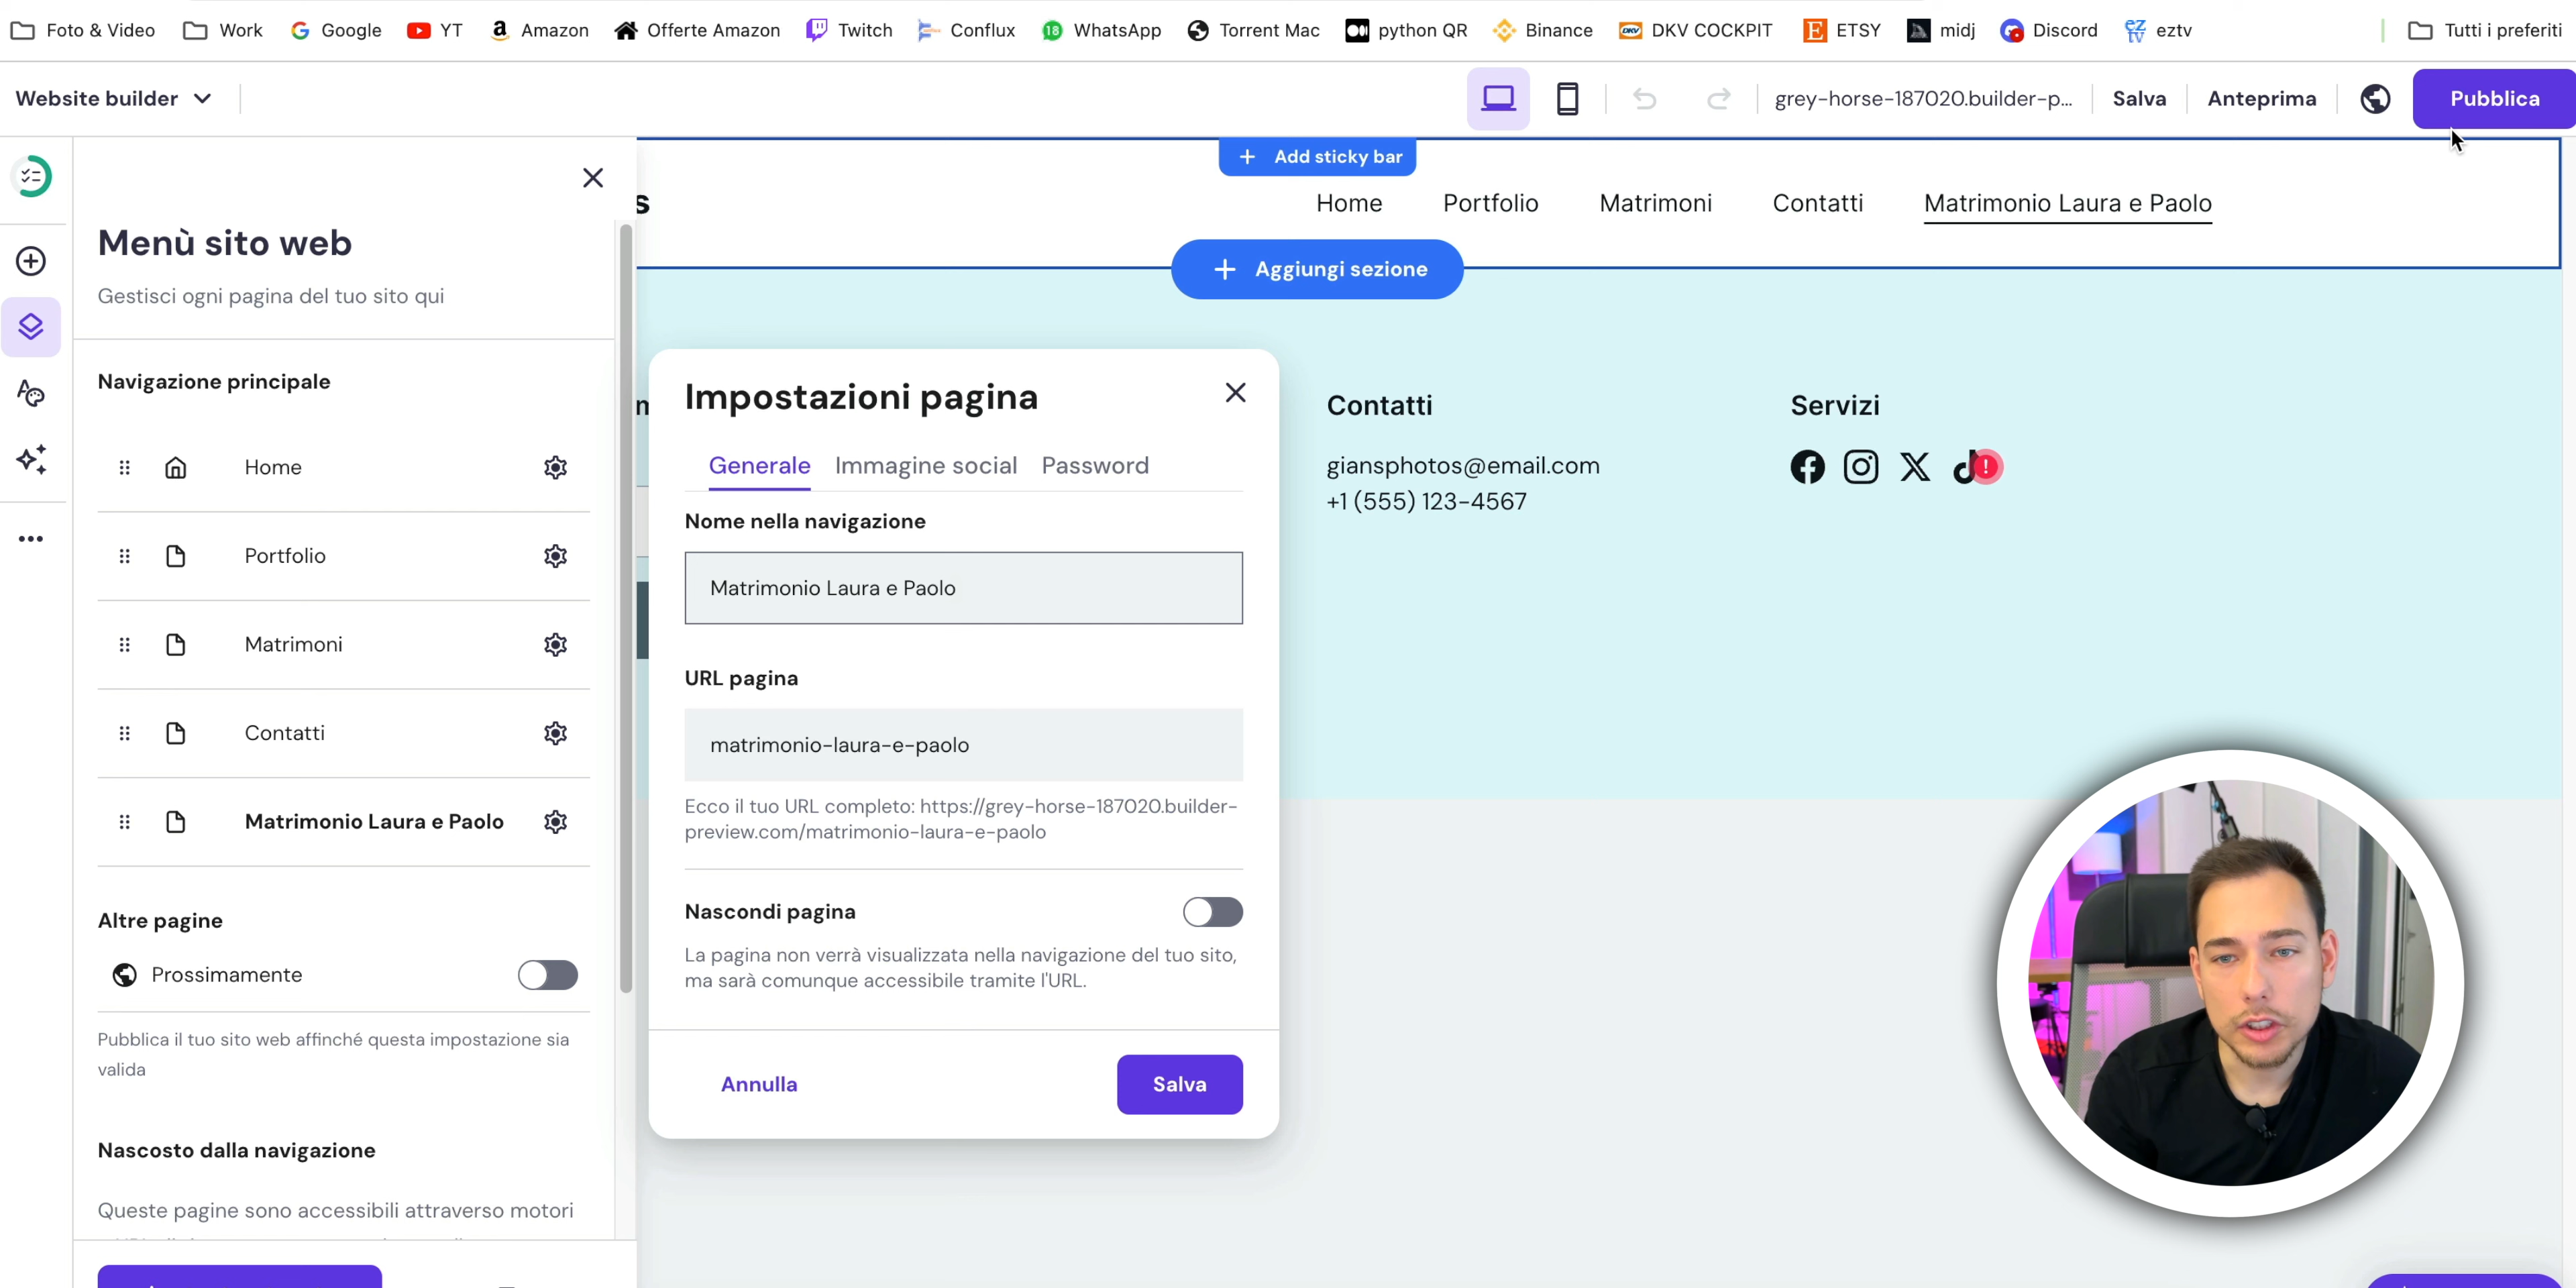 Foto & Video
Work
Google
YT
Amazon
Offerte Amazon
Twitch
Conflux
18
WhatsApp
Torrent Mac
python QR
Binance
DKV COCKPIT
ETSY
midj
Discord
eztv
Tutti i preferiti
Website builder
grey-horse-187020.builder-p...
Salva
Anteprima
Pubblica
Menù sito web
Gestisci ogni pagina del tuo sito qui
Navigazione principale
Home
Portfolio
Matrimoni
Contatti
Matrimonio Laura e Paolo
Altre pagine
Prossimamente
Pubblica il tuo sito web affinché questa impostazione sia
valida
Nascosto dalla navigazione
Queste pagine sono accessibili attraverso motori
Add sticky bar
s
Home
Portfolio
Matrimoni
Contatti
Matrimonio Laura e Paolo
Aggiungi sezione
Impostazioni pagina
Generale
Immagine social
Password
Nome nella navigazione
Matrimonio Laura e Paolo
URL pagina
matrimonio-laura-e-paolo
Ecco il tuo URL completo: https://grey-horse-187020.builder-
preview.com/matrimonio-laura-e-paolo
Nascondi pagina
La pagina non verrà visualizzata nella navigazione del tuo sito,
ma sarà comunque accessibile tramite l'URL.
Annulla
Salva
Contatti
giansphotos@email.com
+1 (555) 123-4567
Servizi